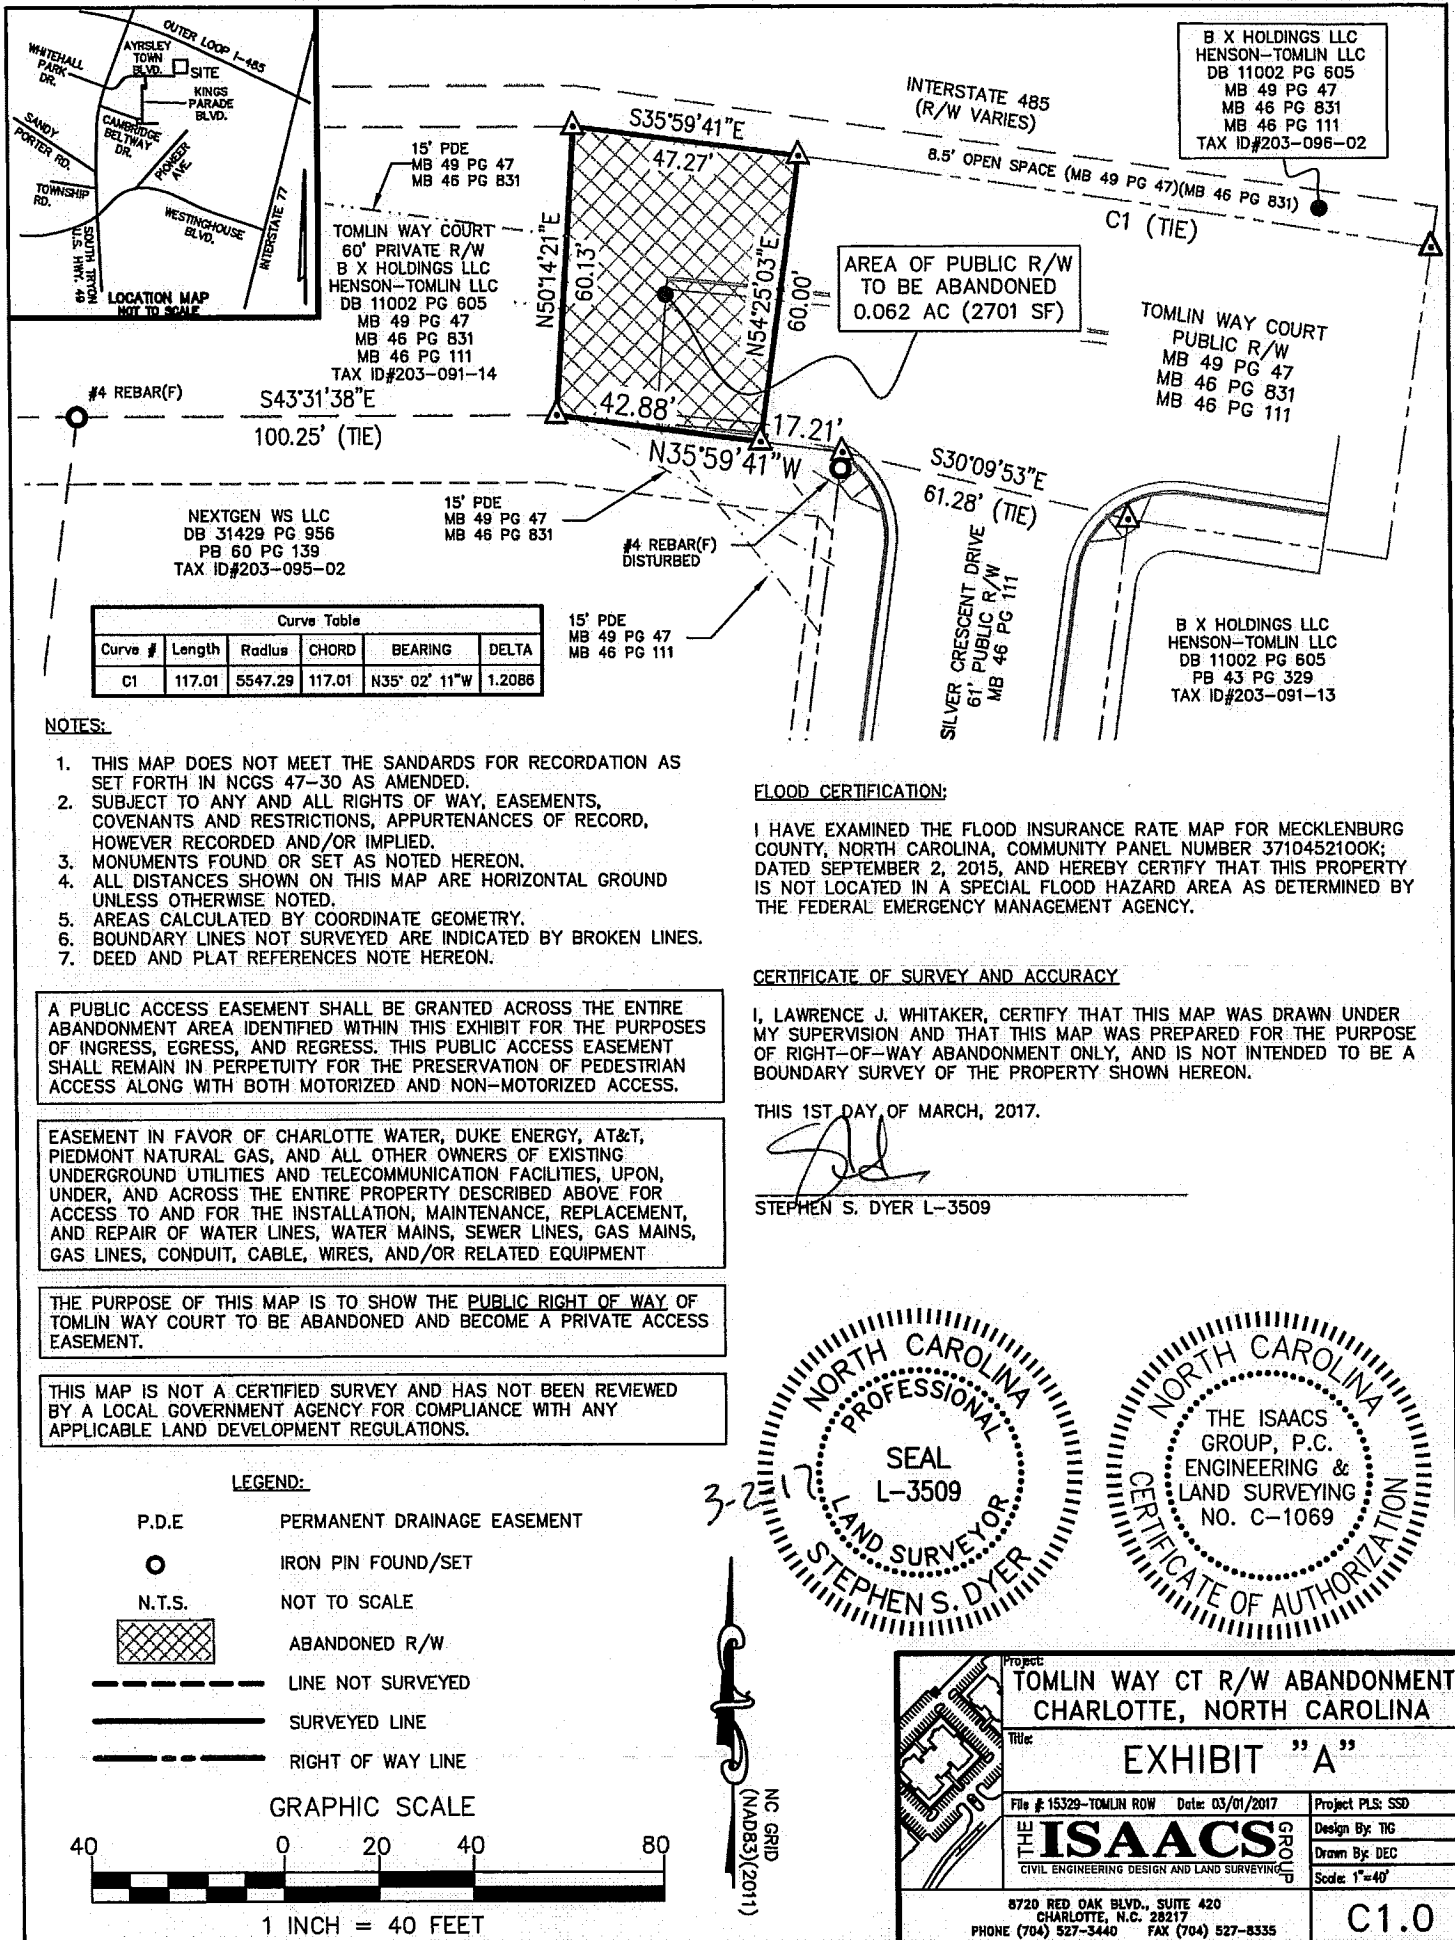 OUTER LOOP I-485
WHITEHALL
PARK
DR.
AYRSLEY
TOWN
BLVD.
SITE
KINGS
PARADE
BLVD.
SANDY
PORTER RD.
CAMBRIDGE
BELTWAY
DR.
PIONEER
AVE.
TOWNSHIP
RD.
WESTINGHOUSE
BLVD.
INTERSTATE 77
SOUTH TRYON
U.S. HWY. 49
LOCATION MAP
NOT TO SCALE
B X HOLDINGS LLC
HENSON-TOMLIN LLC
DB 11002 PG 605
MB 49 PG 47
MB 46 PG 831
MB 46 PG 111
TAX ID#203-096-02
INTERSTATE 485
(R/W VARIES)
8.5' OPEN SPACE (MB 49 PG 47)(MB 46 PG 831)
C1 (TIE)
S35°59'41"E
47.27'
15' PDE
MB 49 PG 47
MB 46 PG 831
TOMLIN WAY COURT
60' PRIVATE R/W
B X HOLDINGS LLC
HENSON-TOMLIN LLC
DB 11002 PG 605
MB 49 PG 47
MB 46 PG 831
MB 46 PG 111
TAX ID#203-091-14
N50°14'21"E
60.13'
N54°25'03"E
60.00'
AREA OF PUBLIC R/W
TO BE ABANDONED
0.062 AC (2701 SF)
TOMLIN WAY COURT
PUBLIC R/W
MB 49 PG 47
MB 46 PG 831
MB 46 PG 111
#4 REBAR(F)
S43°31'38"E
100.25' (TIE)
42.88'
17.21'
N35°59'41"W
S30°09'53"E
61.28' (TIE)
NEXTGEN WS LLC
DB 31429 PG 956
PB 60 PG 139
TAX ID#203-095-02
15' PDE
MB 49 PG 47
MB 46 PG 831
#4 REBAR(F)
DISTURBED
SILVER CRESCENT DRIVE
61' PUBLIC R/W
MB 46 PG 111
15' PDE
MB 49 PG 47
MB 46 PG 111
B X HOLDINGS LLC
HENSON-TOMLIN LLC
DB 11002 PG 605
PB 43 PG 329
TAX ID#203-091-13
Curve Table
Curve # Length Radius CHORD BEARING DELTA
C1 117.01 5547.29 117.01 N35° 02' 11"W 1.2086
NOTES:
1. THIS MAP DOES NOT MEET THE SANDARDS FOR RECORDATION AS
SET FORTH IN NCGS 47-30 AS AMENDED.
2. SUBJECT TO ANY AND ALL RIGHTS OF WAY, EASEMENTS,
COVENANTS AND RESTRICTIONS, APPURTENANCES OF RECORD,
HOWEVER RECORDED AND/OR IMPLIED.
3. MONUMENTS FOUND OR SET AS NOTED HEREON.
4. ALL DISTANCES SHOWN ON THIS MAP ARE HORIZONTAL GROUND
UNLESS OTHERWISE NOTED.
5. AREAS CALCULATED BY COORDINATE GEOMETRY.
6. BOUNDARY LINES NOT SURVEYED ARE INDICATED BY BROKEN LINES.
7. DEED AND PLAT REFERENCES NOTE HEREON.
A PUBLIC ACCESS EASEMENT SHALL BE GRANTED ACROSS THE ENTIRE
ABANDONMENT AREA IDENTIFIED WITHIN THIS EXHIBIT FOR THE PURPOSES
OF INGRESS, EGRESS, AND REGRESS. THIS PUBLIC ACCESS EASEMENT
SHALL REMAIN IN PERPETUITY FOR THE PRESERVATION OF PEDESTRIAN
ACCESS ALONG WITH BOTH MOTORIZED AND NON-MOTORIZED ACCESS.
EASEMENT IN FAVOR OF CHARLOTTE WATER, DUKE ENERGY, AT&T,
PIEDMONT NATURAL GAS, AND ALL OTHER OWNERS OF EXISTING
UNDERGROUND UTILITIES AND TELECOMMUNICATION FACILITIES, UPON,
UNDER, AND ACROSS THE ENTIRE PROPERTY DESCRIBED ABOVE FOR
ACCESS TO AND FOR THE INSTALLATION, MAINTENANCE, REPLACEMENT,
AND REPAIR OF WATER LINES, WATER MAINS, SEWER LINES, GAS MAINS,
GAS LINES, CONDUIT, CABLE, WIRES, AND/OR RELATED EQUIPMENT
THE PURPOSE OF THIS MAP IS TO SHOW THE PUBLIC RIGHT OF WAY OF
TOMLIN WAY COURT TO BE ABANDONED AND BECOME A PRIVATE ACCESS
EASEMENT.
THIS MAP IS NOT A CERTIFIED SURVEY AND HAS NOT BEEN REVIEWED
BY A LOCAL GOVERNMENT AGENCY FOR COMPLIANCE WITH ANY
APPLICABLE LAND DEVELOPMENT REGULATIONS.
FLOOD CERTIFICATION:
I HAVE EXAMINED THE FLOOD INSURANCE RATE MAP FOR MECKLENBURG
COUNTY, NORTH CAROLINA, COMMUNITY PANEL NUMBER 3710452100K;
DATED SEPTEMBER 2, 2015, AND HEREBY CERTIFY THAT THIS PROPERTY
IS NOT LOCATED IN A SPECIAL FLOOD HAZARD AREA AS DETERMINED BY
THE FEDERAL EMERGENCY MANAGEMENT AGENCY.
CERTIFICATE OF SURVEY AND ACCURACY
I, LAWRENCE J. WHITAKER, CERTIFY THAT THIS MAP WAS DRAWN UNDER
MY SUPERVISION AND THAT THIS MAP WAS PREPARED FOR THE PURPOSE
OF RIGHT-OF-WAY ABANDONMENT ONLY, AND IS NOT INTENDED TO BE A
BOUNDARY SURVEY OF THE PROPERTY SHOWN HEREON.
THIS 1ST DAY OF MARCH, 2017.
STEPHEN S. DYER L-3509
NORTH CAROLINA
PROFESSIONAL
SEAL
L-3509
LAND SURVEYOR
STEPHEN S. DYER
3-2-17
NORTH CAROLINA
THE ISAACS
GROUP, P.C.
ENGINEERING &
LAND SURVEYING
NO. C-1069
CERTIFICATE OF AUTHORIZATION
LEGEND:
P.D.E PERMANENT DRAINAGE EASEMENT
IRON PIN FOUND/SET
N.T.S. NOT TO SCALE
ABANDONED R/W
LINE NOT SURVEYED
SURVEYED LINE
RIGHT OF WAY LINE
GRAPHIC SCALE
40 0 20 40 80
1 INCH = 40 FEET
NC GRID
(NAD83)(2011)
Project:
TOMLIN WAY CT R/W ABANDONMENT
CHARLOTTE, NORTH CAROLINA
Title:
EXHIBIT "A"
File #: 15329-TOMLIN ROW Date: 03/01/2017 Project PLS: SSD
THE ISAACS GROUP
CIVIL ENGINEERING DESIGN AND LAND SURVEYING
Design By: TIG
Drawn By: DEC
Scale: 1"=40'
8720 RED OAK BLVD., SUITE 420
CHARLOTTE, N.C. 28217
PHONE (704) 527-3440 FAX (704) 527-8335
C1.0